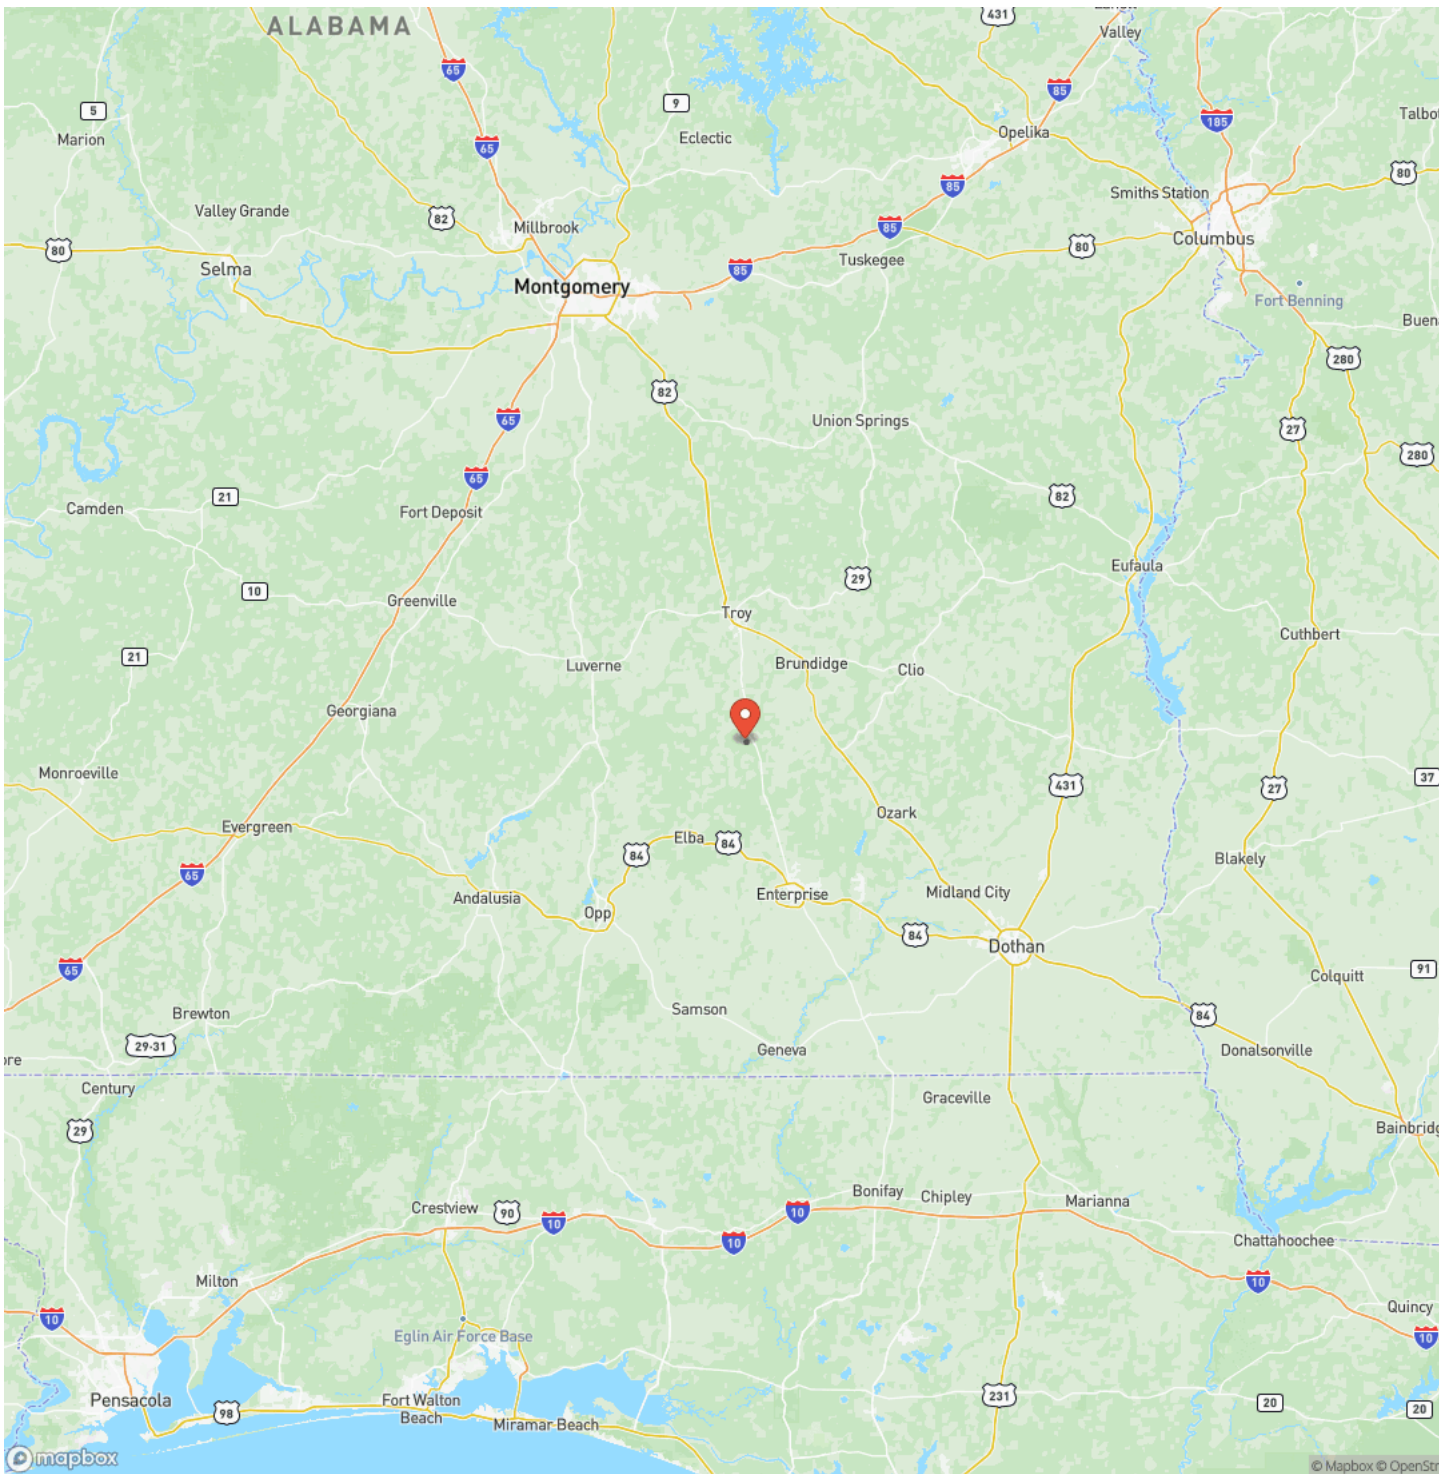 ALABAMA
431
Valley
65
85
5
9
185
Talbot
Marion
Eclectic
Opelika
65
80
85
Smiths Station
Valley Grande
82
Millbrook
85
80
80
Columbus
Selma
Tuskegee
85
Montgomery
Fort Benning
Buen
280
82
65
Union Springs
27
280
65
21
82
Camden
Fort Deposit
Eufaula
29
10
Greenville
Troy
Cuthbert
21
Luverne
Brundidge
Clio
Georgiana
Monroeville
37
431
27
Ozark
Evergreen
Elba
84
84
Blakely
65
Andalusia
Enterprise
Midland City
Opp
84
Dothan
65
91
Colquitt
Brewton
Samson
84
29-31
Geneva
Donalsonville
ore
Century
Graceville
29
Bainbridg
Bonifay
Chipley
Marianna
Crestview
90
10
10
10
Chattahoochee
Milton
10
10
Quincy
Eglin Air Force Base
10
Pensacola
Fort Walton
Beach
231
20
20
98
Miramar Beach
mapbox
© Mapbox © OpenStr